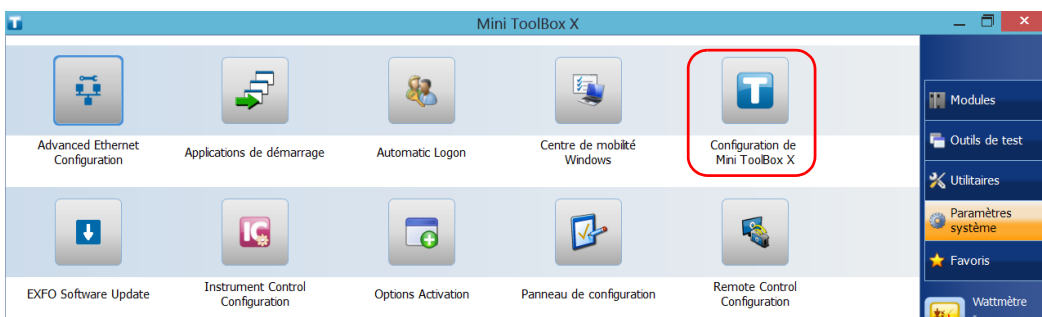 Mini ToolBox X
Advanced Ethernet
Configuration
Applications de démarrage
Automatic Logon
Centre de mobilité
Windows
Configuration de
Mini ToolBox X
EXFO Software Update
Instrument Control
Configuration
Options Activation
Panneau de configuration
Remote Control
Configuration
Modules
Outils de test
Utilitaires
Paramètres
système
Favoris
Wattmètre